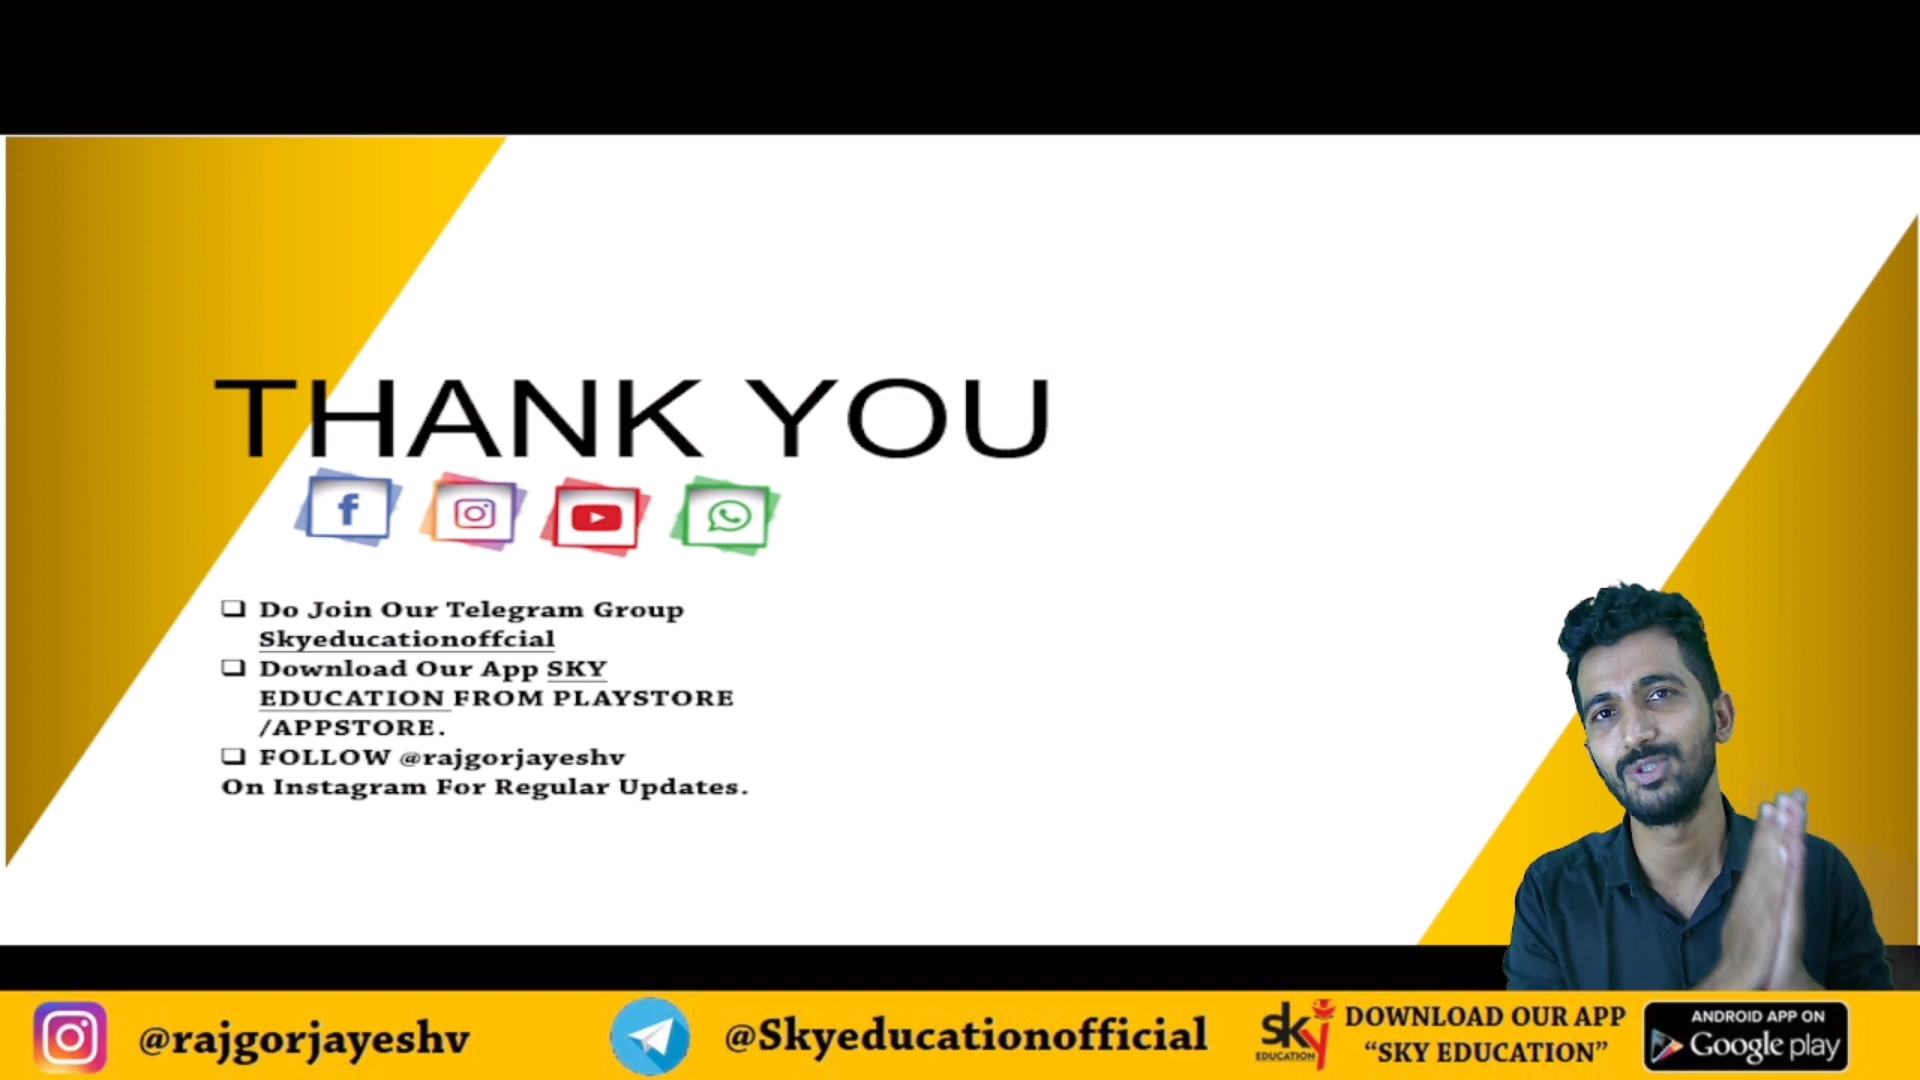 THANK YOU
❑ Do Join Our Telegram Group
Skyeducationoffcial
❑ Download Our App SKY
EDUCATION FROM PLAYSTORE
/APPSTORE.
❑ FOLLOW @rajgorjayeshv
On Instagram For Regular Updates.
@rajgorjayeshv
@Skyeducationofficial
sky
EDUCATION
DOWNLOAD OUR APP
“SKY EDUCATION”
ANDROID APP ON
Google play